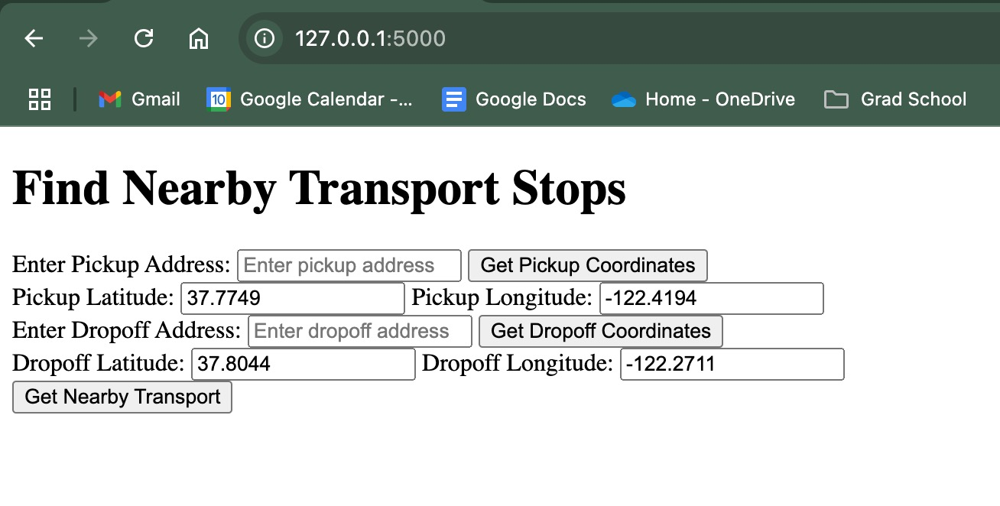 127.0.0.1:5000
Gmail 10 Google Calendar -... Google Docs Home - OneDrive Grad School
Find Nearby Transport Stops
Enter Pickup Address: Enter pickup address Get Pickup Coordinates
Pickup Latitude: 37.7749 Pickup Longitude: -122.4194
Enter Dropoff Address: Enter dropoff address Get Dropoff Coordinates
Dropoff Latitude: 37.8044 Dropoff Longitude: -122.2711
Get Nearby Transport